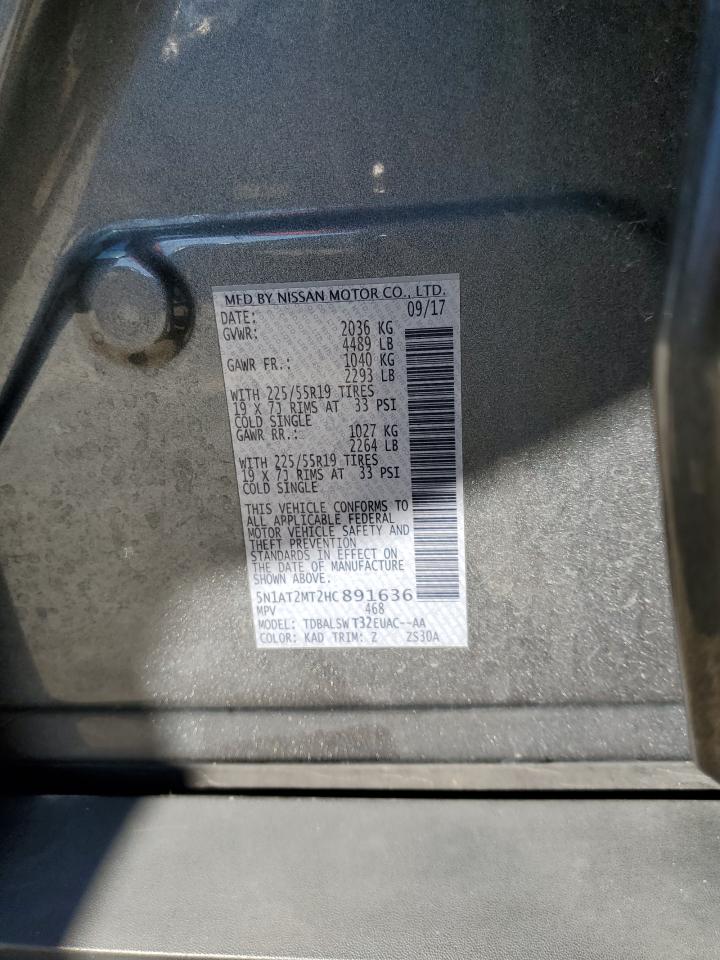 MFD BY NISSAN MOTOR CO., LTD.
DATE: 09/17
GVWR: 2036 KG
4489 LB
GAWR FR.: 1040 KG
2293 LB
WITH 225/55R19 TIRES
19 X 7J RIMS AT 33 PSI
COLD SINGLE
GAWR RR.: 1027 KG
2264 LB
WITH 225/55R19 TIRES
19 X 7J RIMS AT 33 PSI
COLD SINGLE
THIS VEHICLE CONFORMS TO
ALL APPLICABLE FEDERAL
MOTOR VEHICLE SAFETY AND
THEFT PREVENTION
STANDARDS IN EFFECT ON
THE DATE OF MANUFACTURE
SHOWN ABOVE.
5N1AT2MT2HC891636
MPV 468
MODEL: TDBALSW T32EUAC--AA
COLOR: KAD TRIM: Z ZS30A